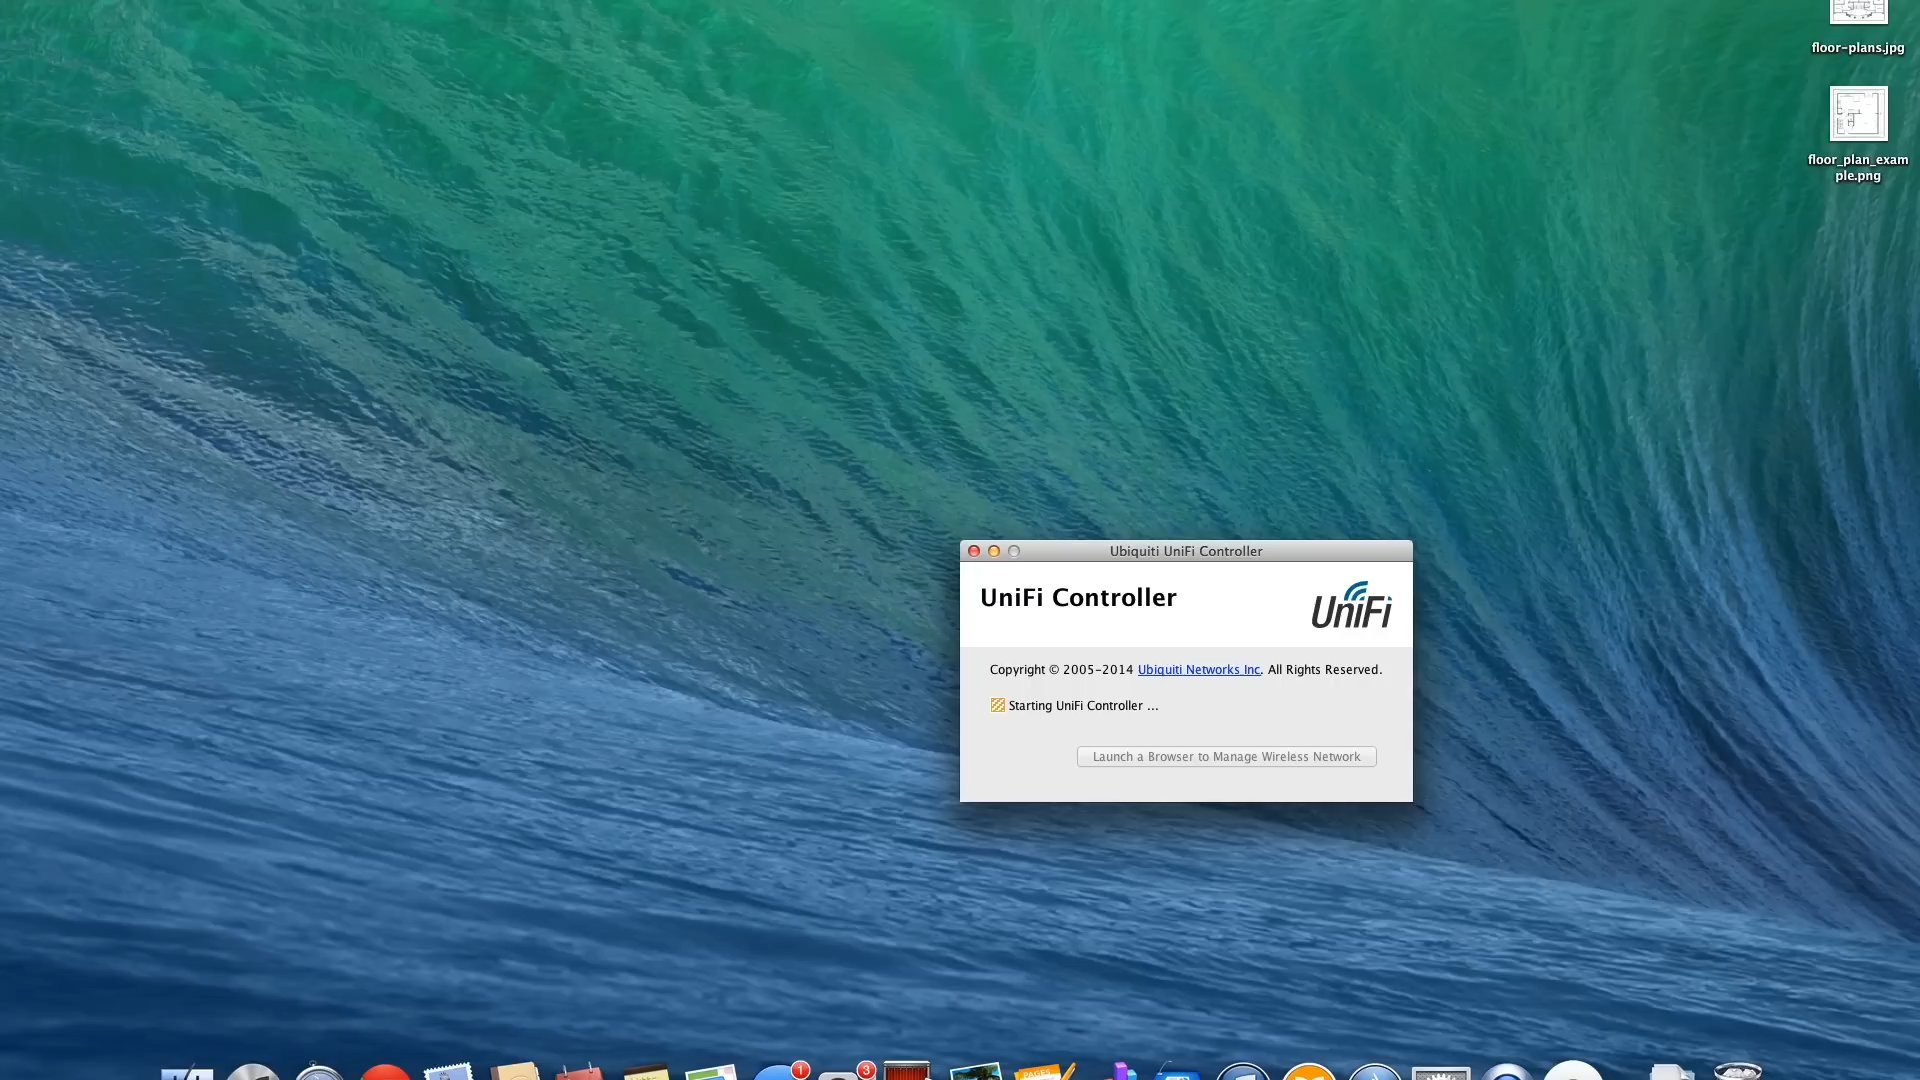 floor-plans.jpg
floor_plan_exam
ple.png
Ubiquiti UniFi Controller
UniFi Controller
UniFi
Copyright © 2005-2014 Ubiquiti Networks Inc. All Rights Reserved.
Starting UniFi Controller ...
Launch a Browser to Manage Wireless Network
1
3
PAGES